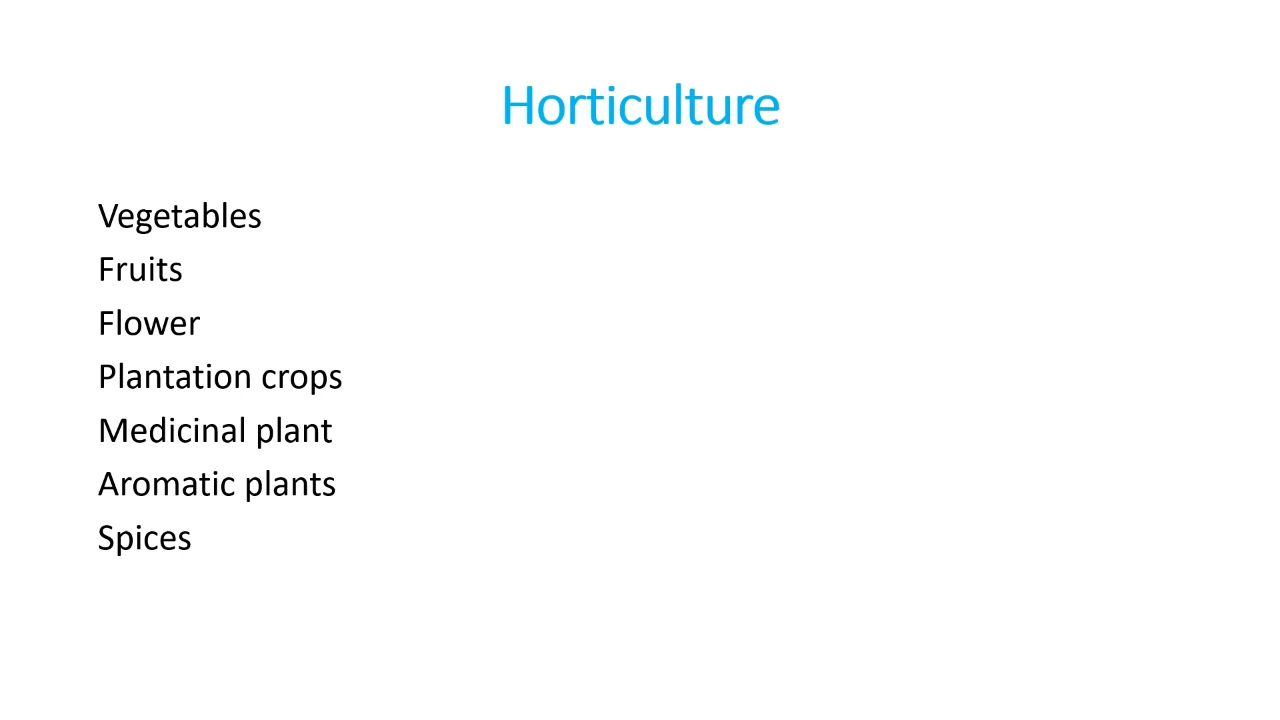 Horticulture
Vegetables
Fruits
Flower
Plantation crops
Medicinal plant
Aromatic plants
Spices